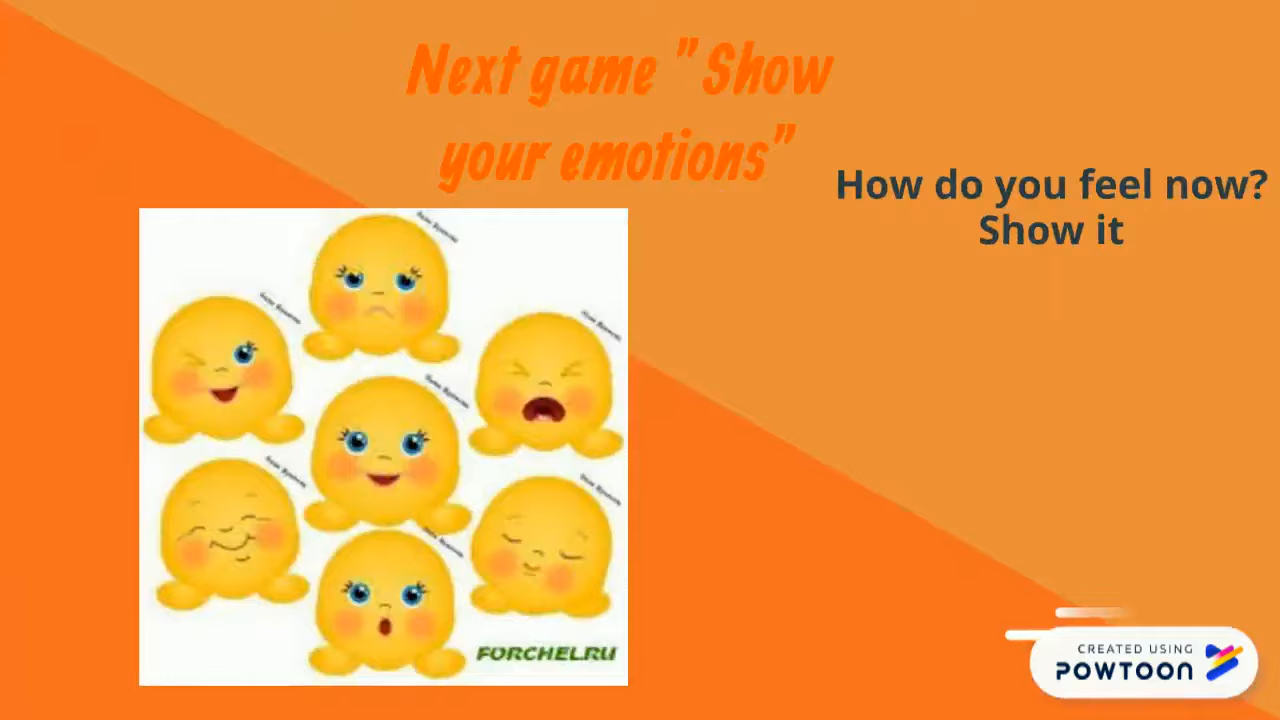 Next game "Show
your emotions"
How do you feel now?
Show it
FORCHEL.RU
CREATED USING
POWTOON